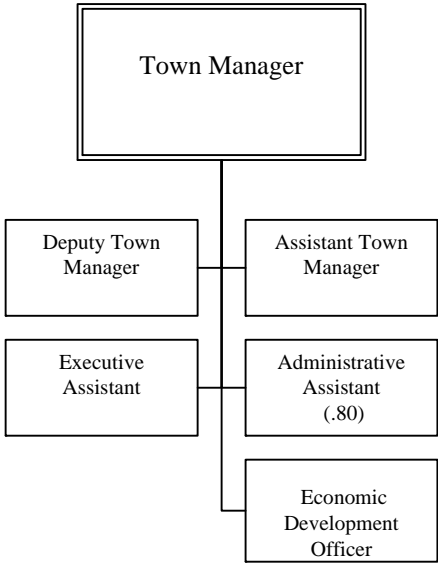 Town Manager
Deputy Town
Manager
Assistant Town
Manager
Executive
Assistant
Administrative
Assistant
(.80)
Economic
Development
Officer